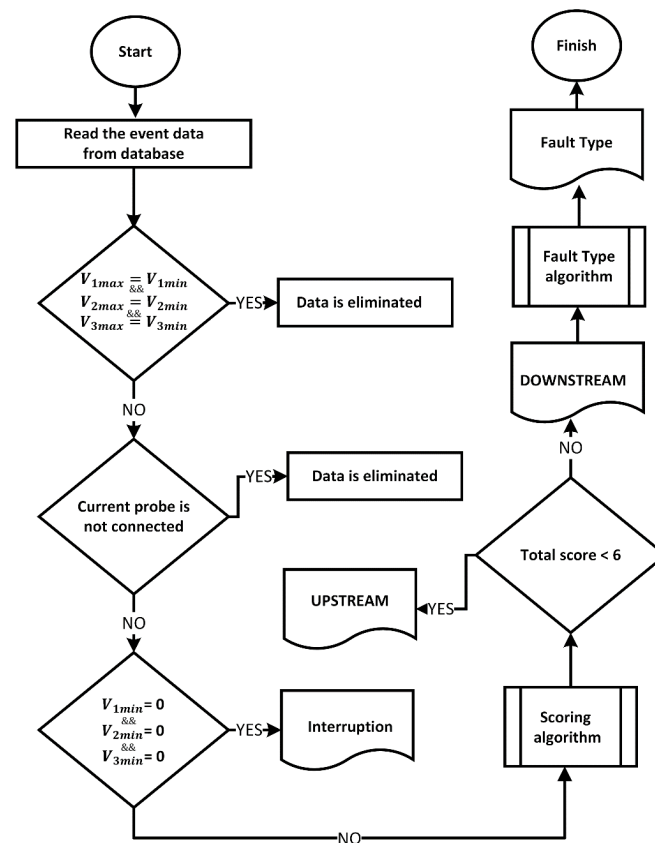 Start
Read the event data
from database
V1max = V1min
&&
V2max = V2min
&&
V3max = V3min
YES
Data is eliminated
NO
Current probe is
not connected
YES
Data is eliminated
NO
V1min = 0
&&
V2min = 0
&&
V3min = 0
YES
Interruption
NO
Scoring
algorithm
Total score < 6
YES
UPSTREAM
NO
DOWNSTREAM
Fault Type
algorithm
Fault Type
Finish